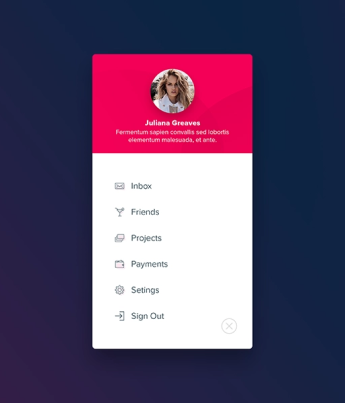 Juliana Greaves
Fermentum sapien convallis sed lobortis
elementum malesuada, et ante.
Inbox
Friends
Projects
Payments
Setings
Sign Out